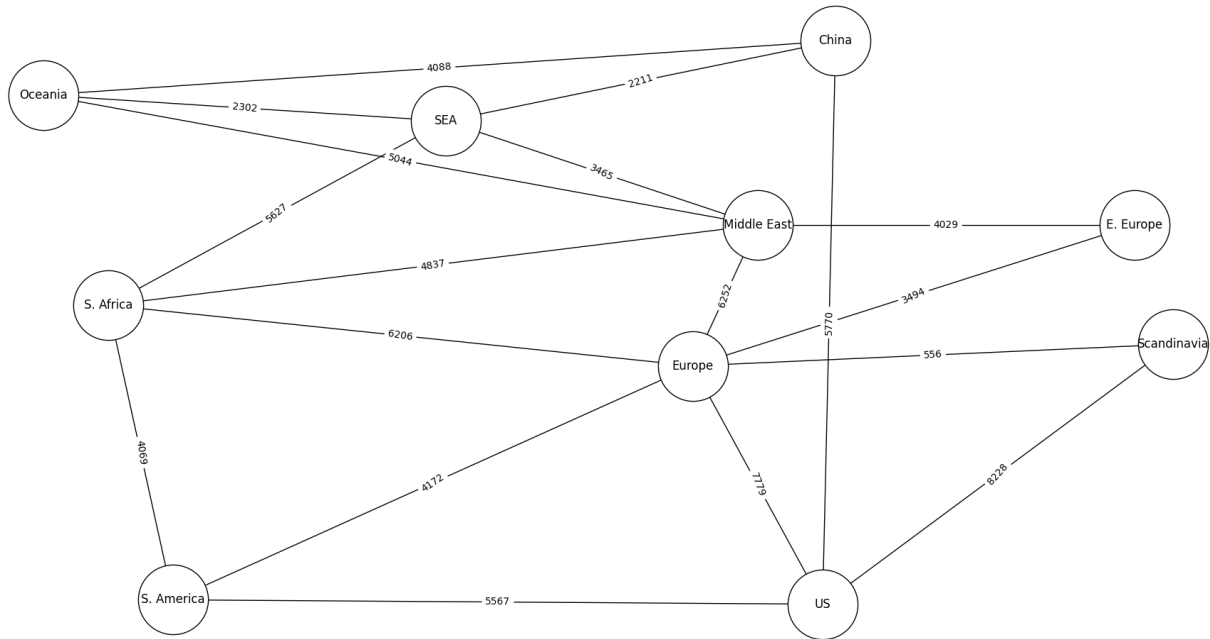 China
4088
2211
Oceania
2302
SEA
5044
3465
5627
Middle East
4029
E. Europe
4837
6252
3494
S. Africa
5770
6206
Scandinavia
556
Europe
4069
8228
4172
7779
S. America
5567
US